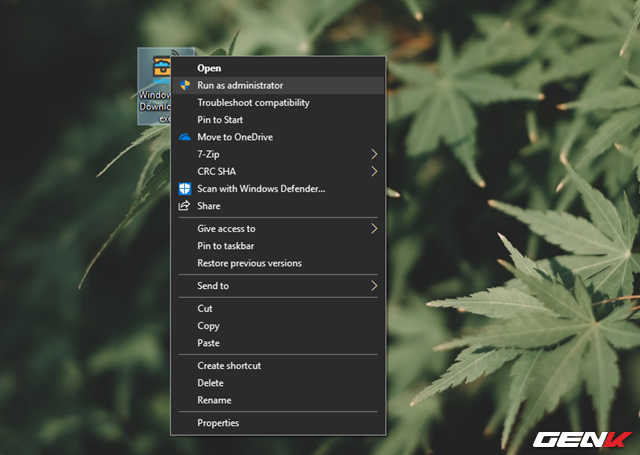 Window
Downlo
exe
Open
Run as administrator
Troubleshoot compatibility
Pin to Start
Move to OneDrive
7-Zip
CRC SHA
Scan with Windows Defender...
Share
Give access to
Pin to taskbar
Restore previous versions
Send to
Cut
Copy
Paste
Create shortcut
Delete
Rename
Properties
GENK